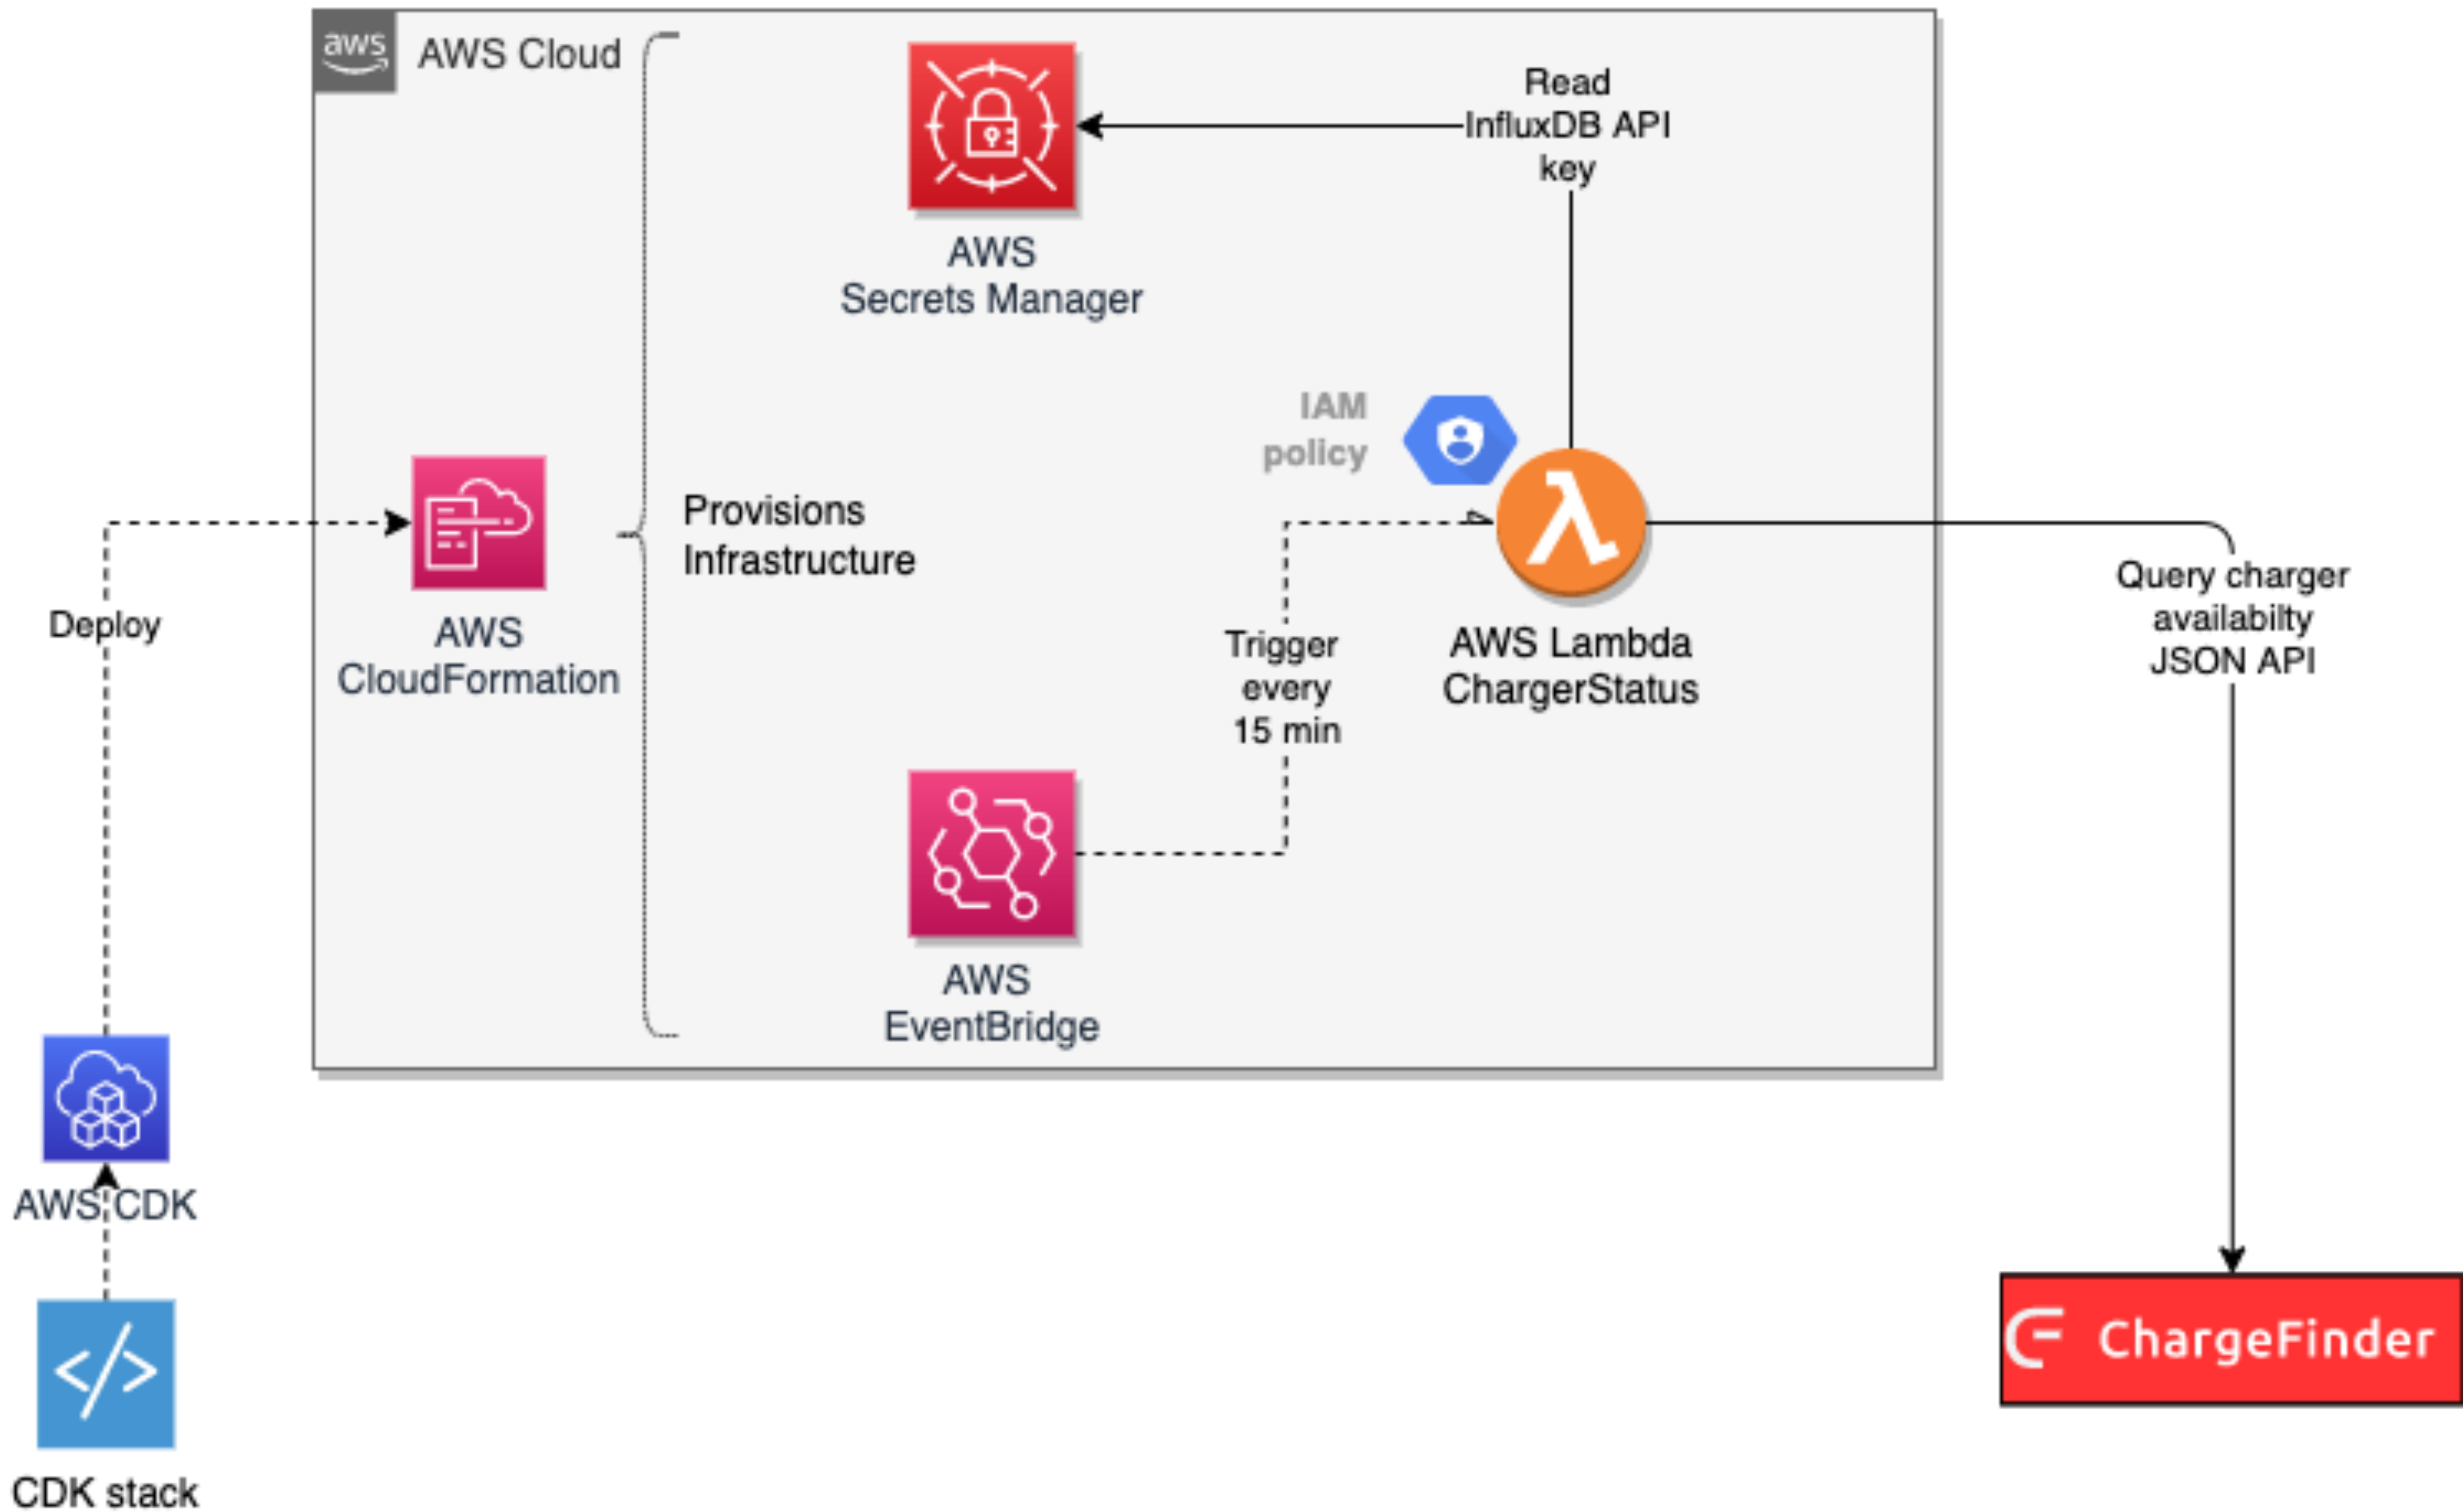 aws
AWS Cloud
AWS
Secrets Manager
Read
InfluxDB API
key
IAM
policy
Provisions
Infrastructure
AWS
CloudFormation
Deploy
Trigger
every
15 min
AWS Lambda
ChargerStatus
Query charger
availabilty
JSON API
AWS
EventBridge
AWS CDK
CDK stack
ChargeFinder